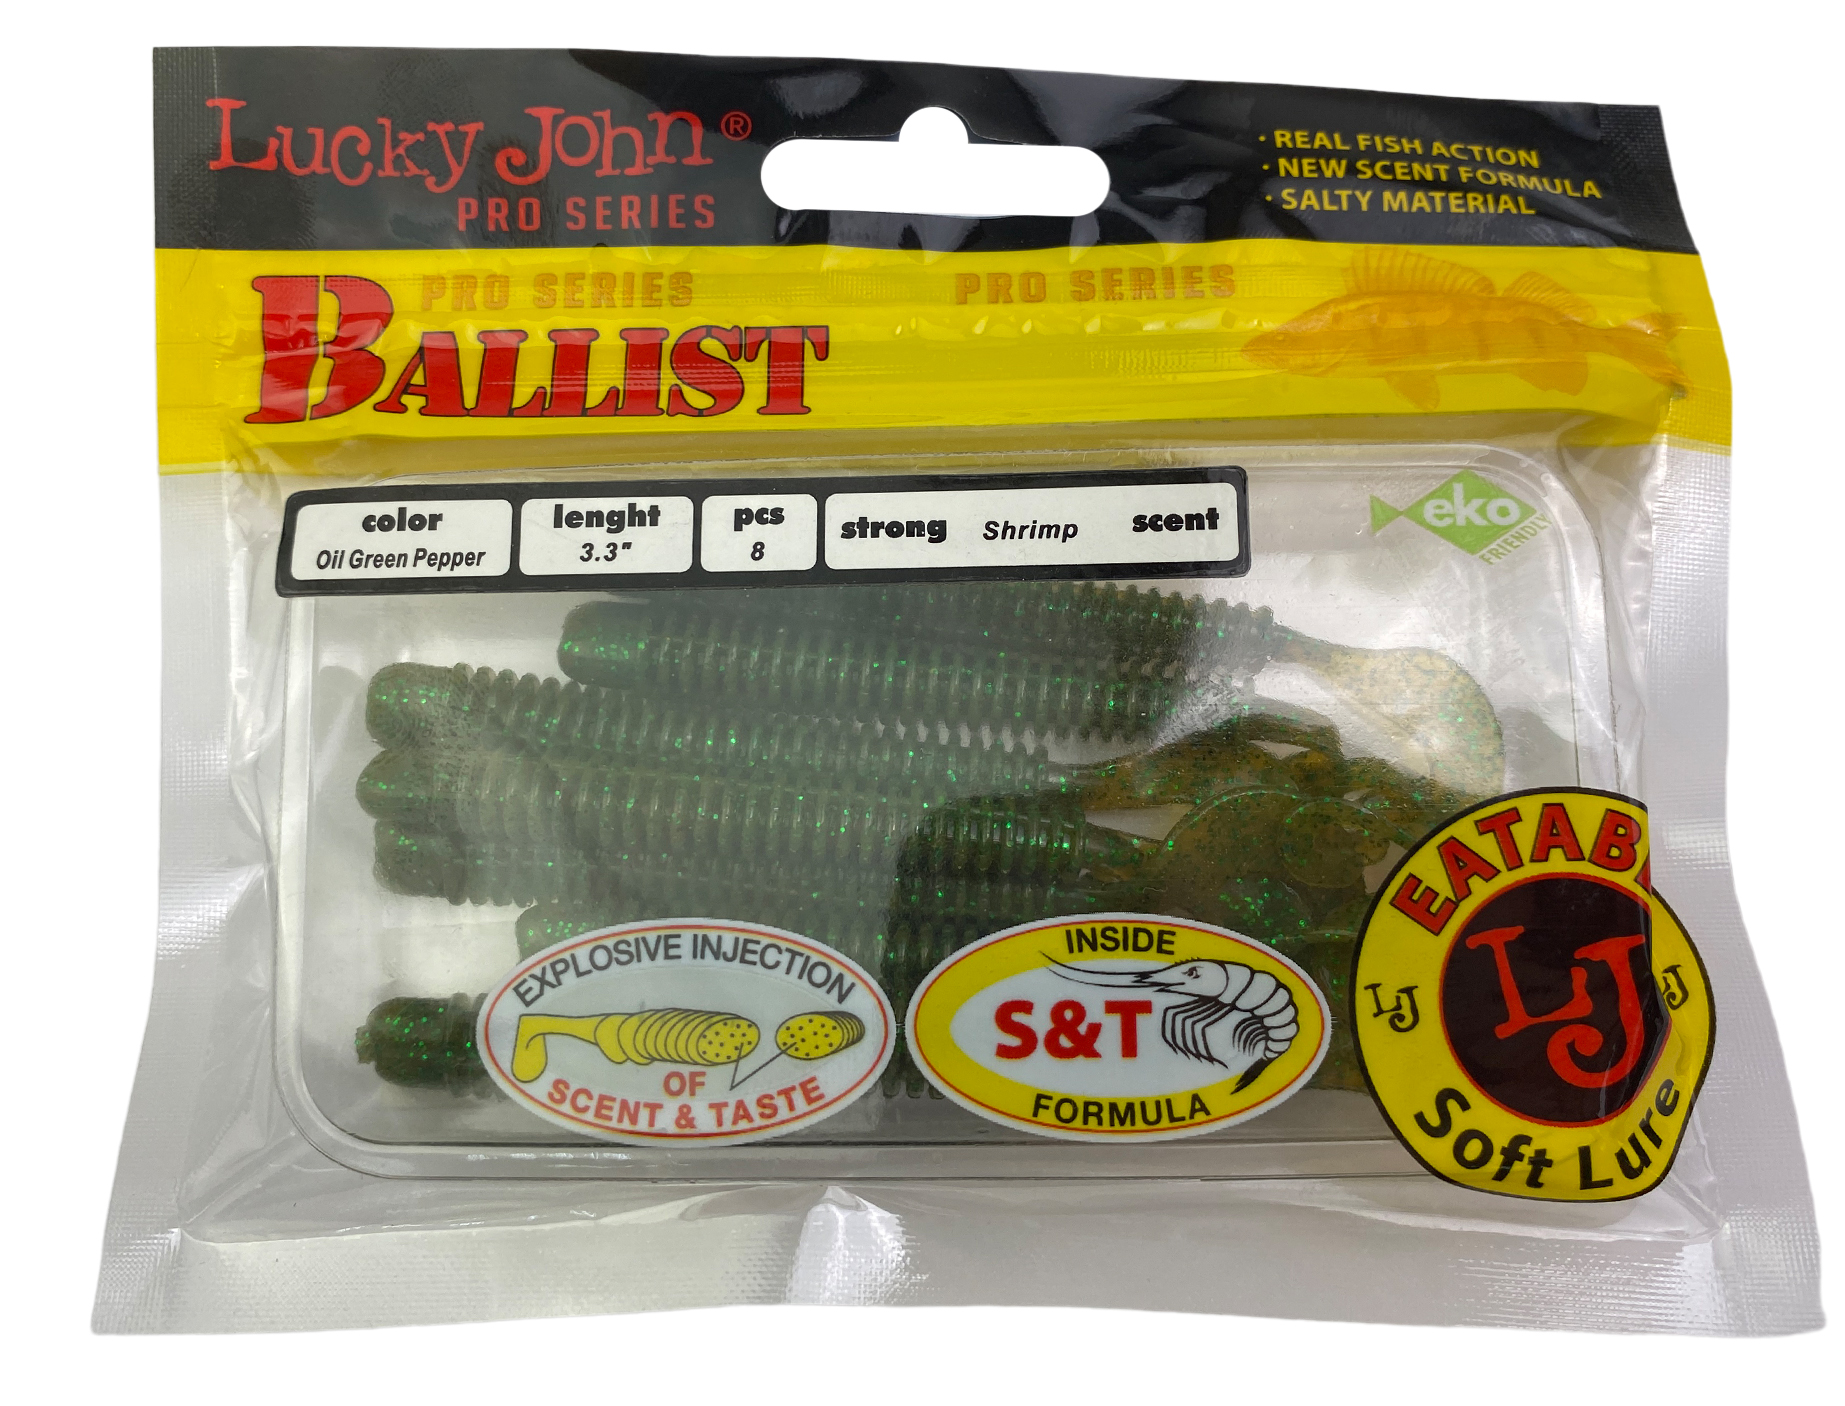 Lucky John®
PRO SERIES
· REAL FISH ACTION
· NEW SCENT FORMULA
· SALTY MATERIAL
PRO SERIES
PRO SERIES
BALLIST
color
Oil Green Pepper
lenght
3.3"
pcs
8
strong Shrimp scent
eko
FRIENDLY
EXPLOSIVE INJECTION
OF
SCENT & TASTE
INSIDE
S&T
FORMULA
EATAB
LJ
LJ
LJ
Soft Lure